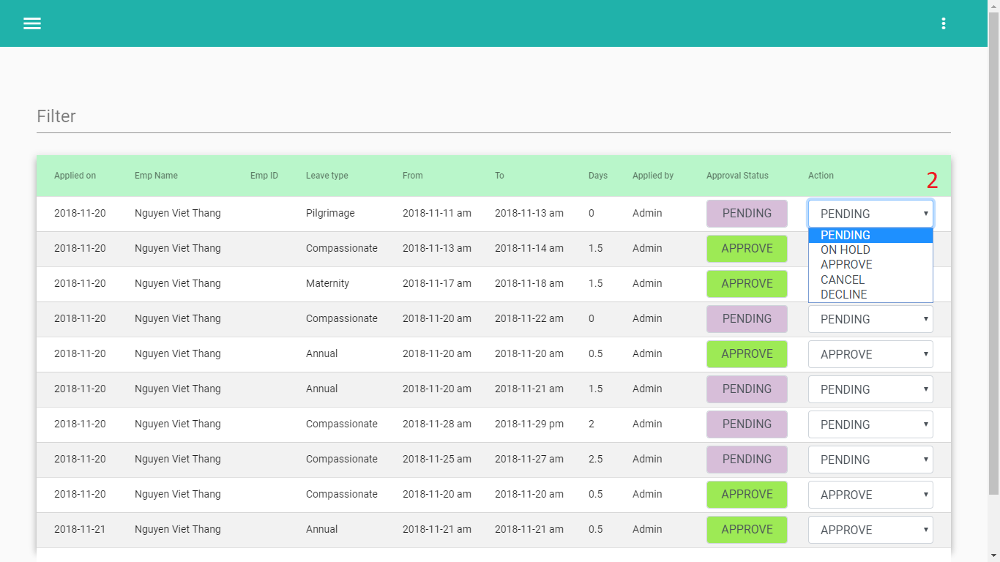 Filter
Applied on Emp Name Emp ID Leave type From To Days Applied by Approval Status Action 2
2018-11-20 Nguyen Viet Thang Pilgrimage 2018-11-11 am 2018-11-13 am 0 Admin PENDING PENDING
PENDING
ON HOLD
APPROVE
CANCEL
DECLINE
2018-11-20 Nguyen Viet Thang Compassionate 2018-11-13 am 2018-11-14 am 1.5 Admin APPROVE
2018-11-20 Nguyen Viet Thang Maternity 2018-11-17 am 2018-11-18 am 1.5 Admin APPROVE
2018-11-20 Nguyen Viet Thang Compassionate 2018-11-20 am 2018-11-22 am 0 Admin PENDING PENDING
2018-11-20 Nguyen Viet Thang Annual 2018-11-20 am 2018-11-20 am 0.5 Admin APPROVE APPROVE
2018-11-20 Nguyen Viet Thang Annual 2018-11-20 am 2018-11-21 am 1.5 Admin PENDING PENDING
2018-11-20 Nguyen Viet Thang Compassionate 2018-11-28 am 2018-11-29 pm 2 Admin PENDING PENDING
2018-11-20 Nguyen Viet Thang Compassionate 2018-11-25 am 2018-11-27 am 2.5 Admin PENDING PENDING
2018-11-20 Nguyen Viet Thang Compassionate 2018-11-20 am 2018-11-20 am 0.5 Admin APPROVE APPROVE
2018-11-21 Nguyen Viet Thang Annual 2018-11-21 am 2018-11-21 am 0.5 Admin APPROVE APPROVE